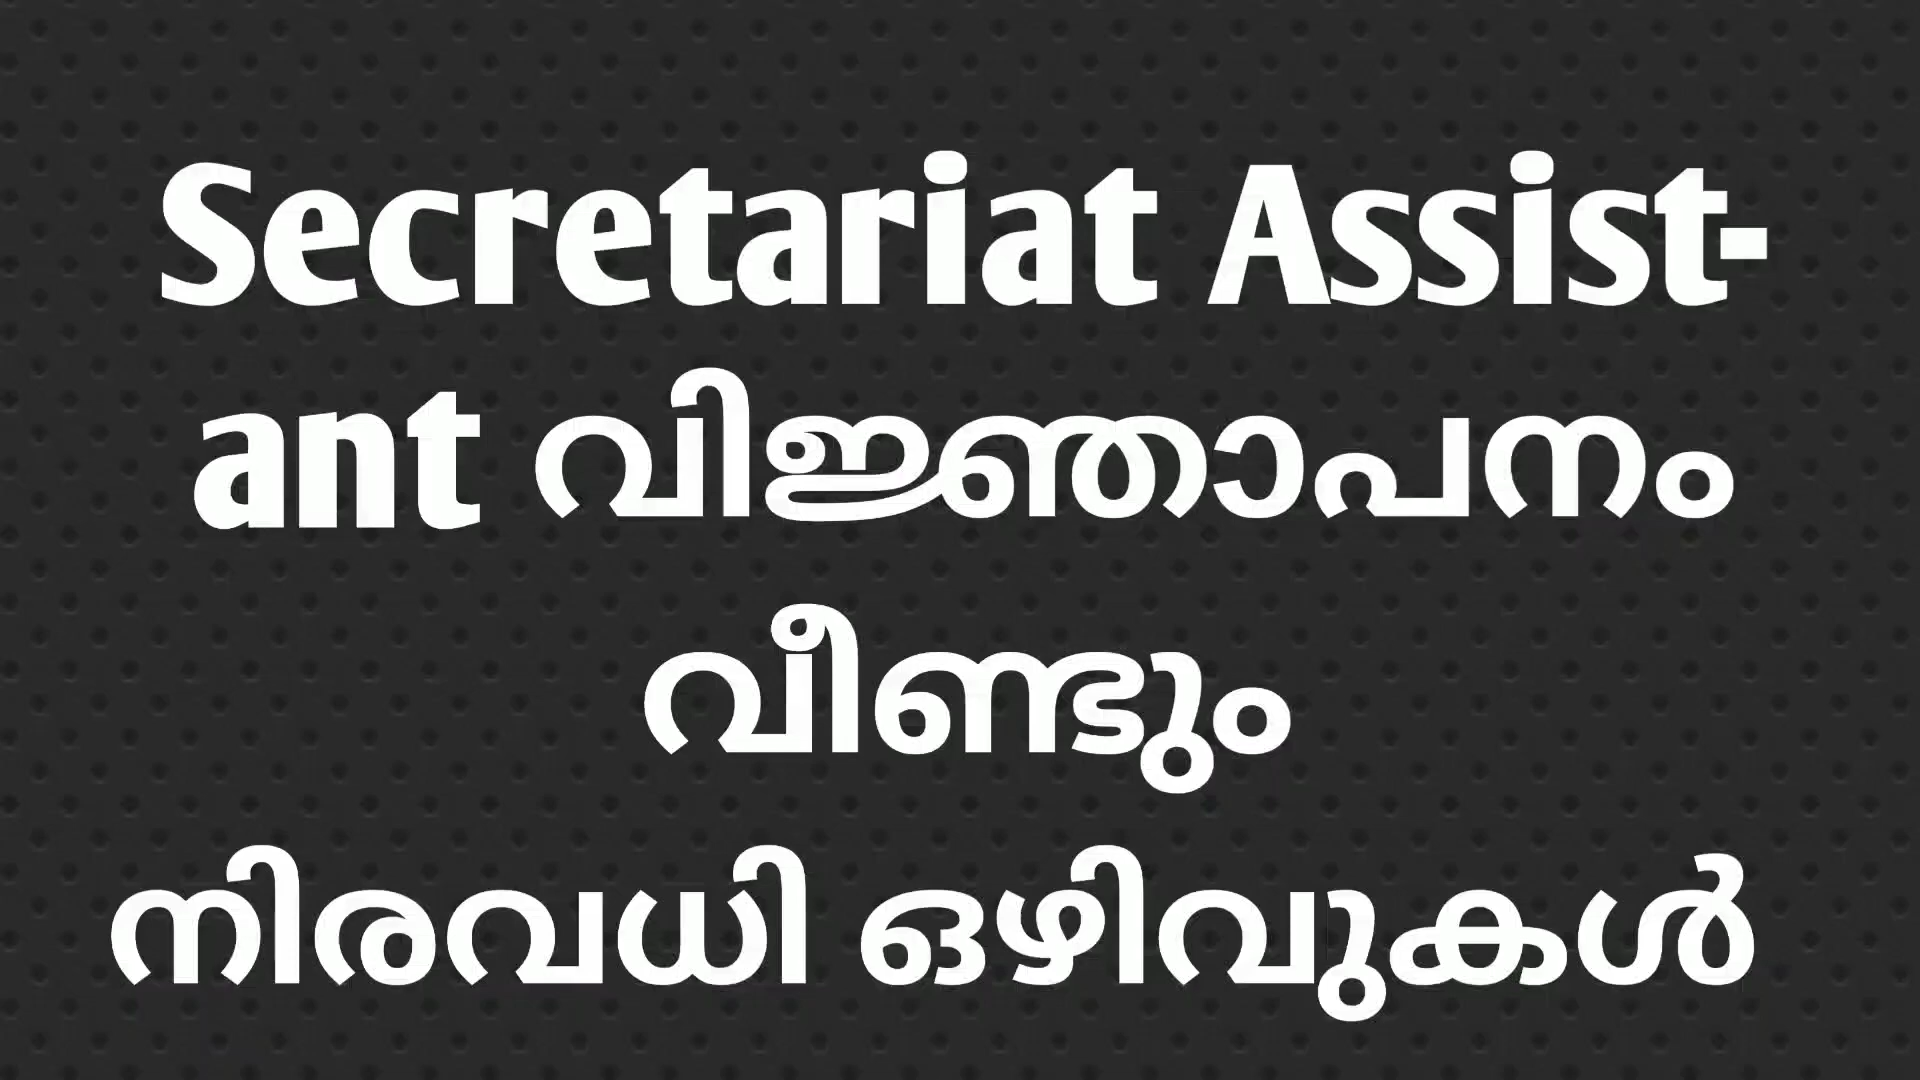 Secretariat Assist-
ant വിജ്ഞാപനം
വീണ്ടും
നിരവധി ഒഴിവുകൾ